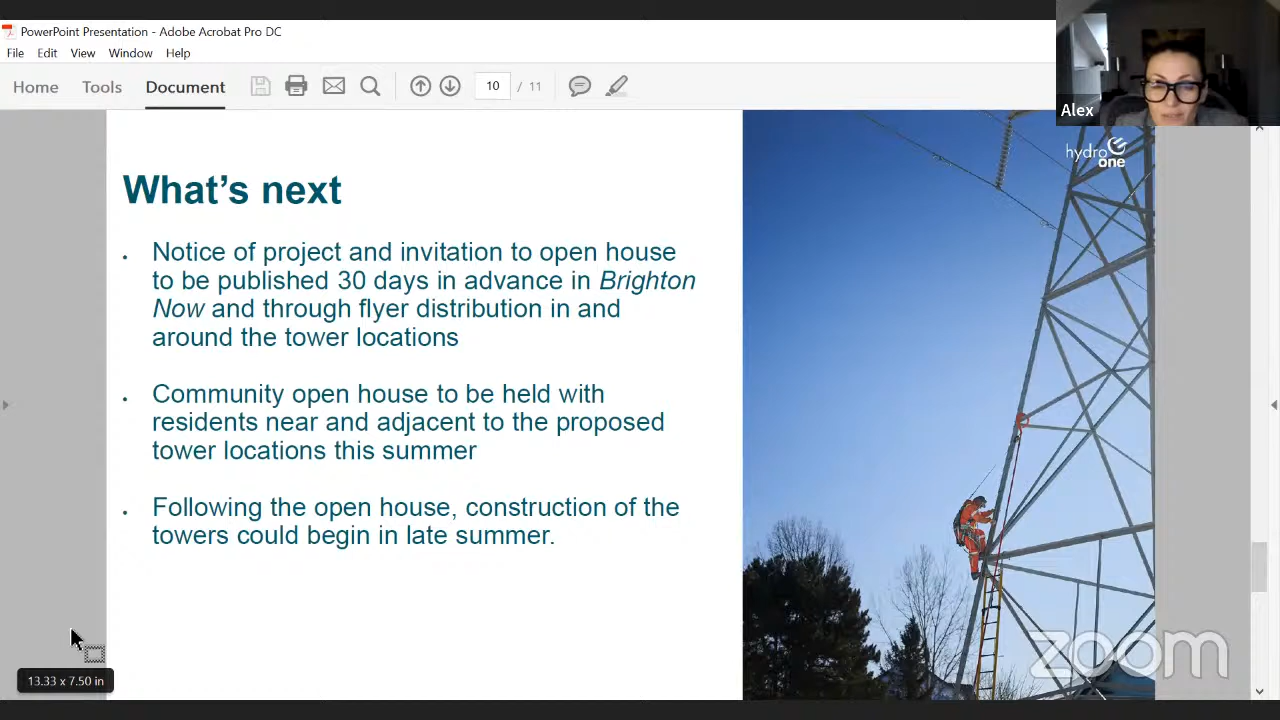 PowerPoint Presentation - Adobe Acrobat Pro DC
File Edit View Window Help
Home Tools Document 10 / 11
Alex
hydro
one
What's next
• Notice of project and invitation to open house
to be published 30 days in advance in Brighton
Now and through flyer distribution in and
around the tower locations
• Community open house to be held with
residents near and adjacent to the proposed
tower locations this summer
• Following the open house, construction of the
towers could begin in late summer.
zoom
13.33 x 7.50 in